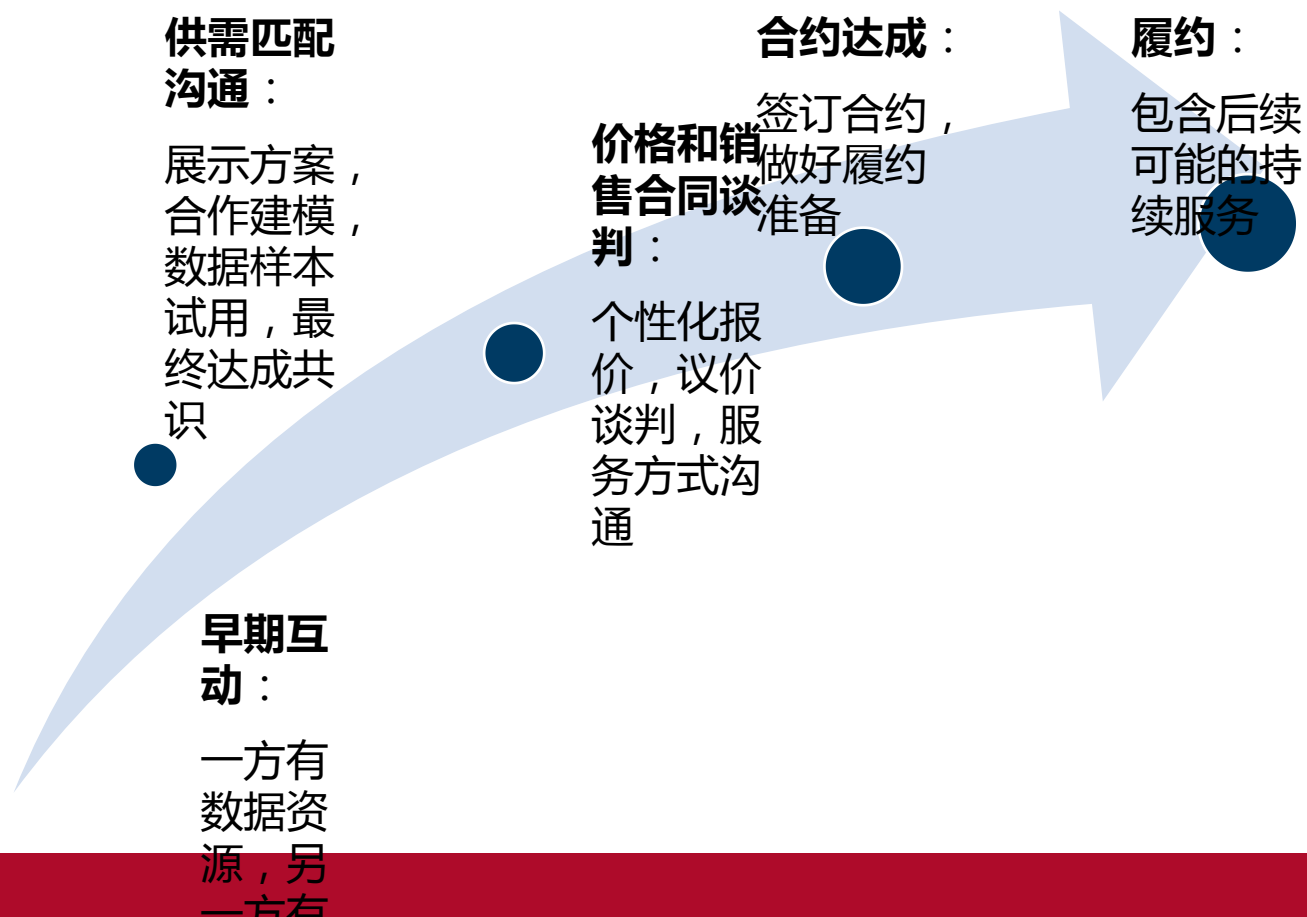 供需匹配
沟通：
展示方案，
合作建模，
数据样本
试用，最
终达成共
识
早期互
动：
一方有
数据资
源，另
一方有
价格和销
售合同谈
判：
个性化报
价，议价
谈判，服
务方式沟
通
合约达成：
签订合约，
做好履约
准备
履约：
包含后续
可能的持
续服务